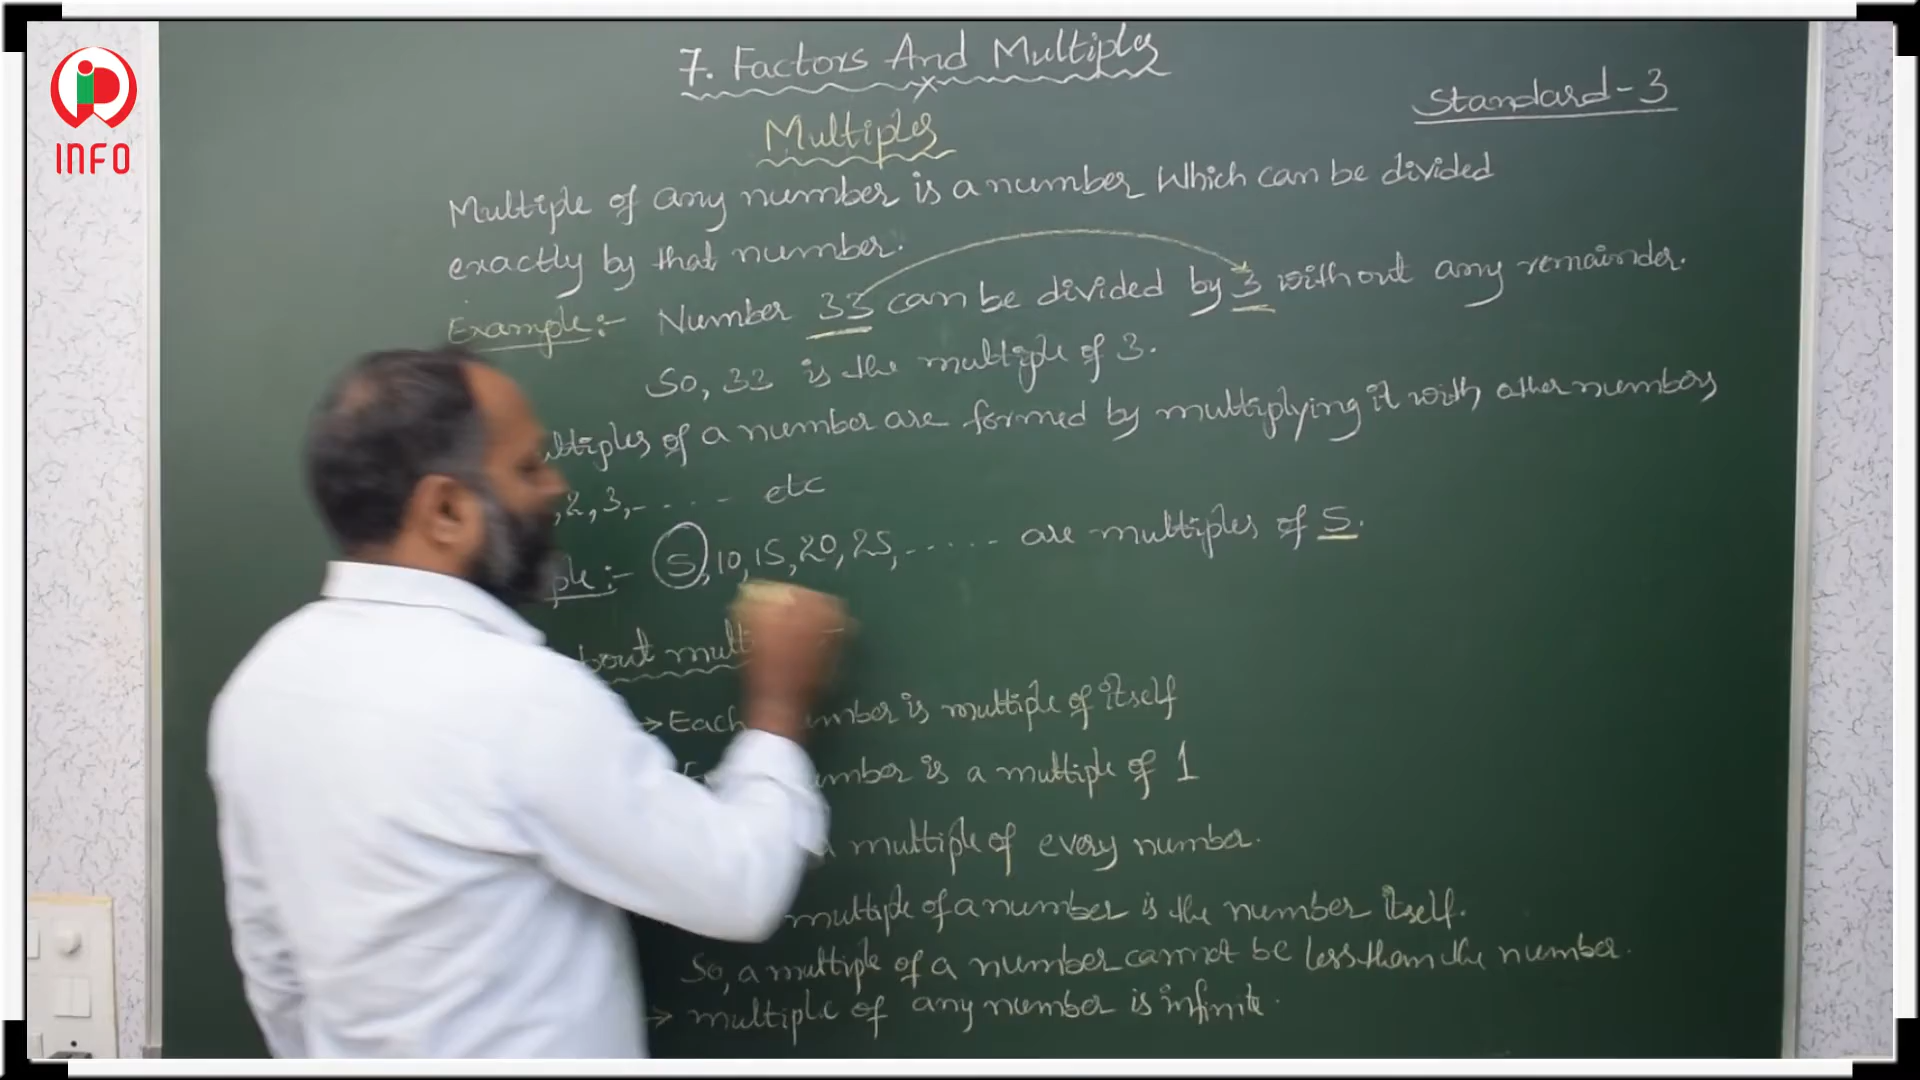 INFO
7. Factors And Multiples
Standard-3
Multiples
Multiple of any number is a number Which can be divided
exactly by that number.
Example:- Number 33 can be divided by 3 without any remainder.
So, 33 is the multiple of 3.
ultiples of a number are formed by multiplying it with other numbers
,2,3,..... etc
ple:- 5,10,15,20,25,...... are multiples of 5.
bout mult
→ Each umber is multiple of itself
umber is a multiple of 1
multiple of every number.
multiple of a number is the number itself.
So, a multiple of a number cannot be less than the number.
→ multiple of any number is infinite.